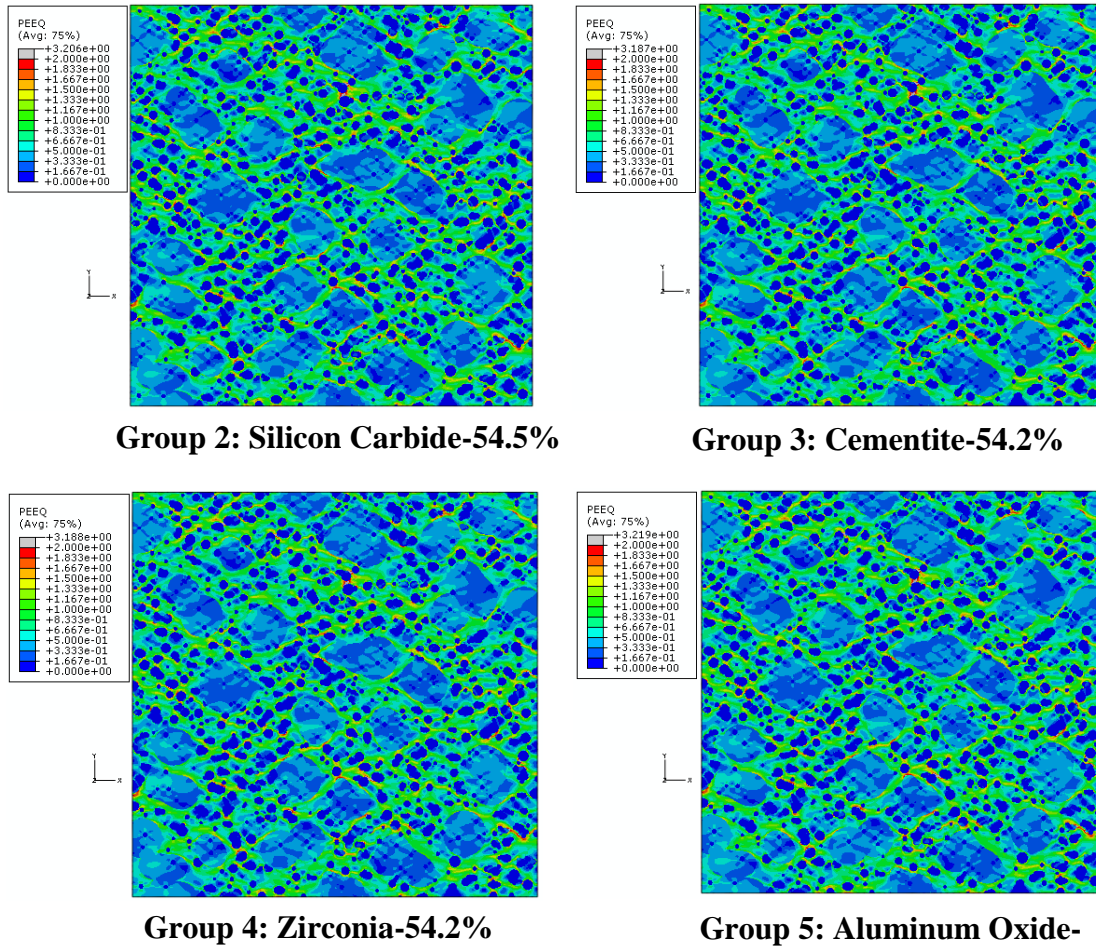 PEEQ
(Avg: 75%)
+3.206e+00
+2.000e+00
+1.833e+00
+1.667e+00
+1.500e+00
+1.333e+00
+1.167e+00
+1.000e+00
+8.333e-01
+6.667e-01
+5.000e-01
+3.333e-01
+1.667e-01
+0.000e+00
Y
Z X
Group 2: Silicon Carbide-54.5%
PEEQ
(Avg: 75%)
+3.187e+00
+2.000e+00
+1.833e+00
+1.667e+00
+1.500e+00
+1.333e+00
+1.167e+00
+1.000e+00
+8.333e-01
+6.667e-01
+5.000e-01
+3.333e-01
+1.667e-01
+0.000e+00
Y
Z X
Group 3: Cementite-54.2%
PEEQ
(Avg: 75%)
+3.188e+00
+2.000e+00
+1.833e+00
+1.667e+00
+1.500e+00
+1.333e+00
+1.167e+00
+1.000e+00
+8.333e-01
+6.667e-01
+5.000e-01
+3.333e-01
+1.667e-01
+0.000e+00
Y
Z X
Group 4: Zirconia-54.2%
PEEQ
(Avg: 75%)
+3.219e+00
+2.000e+00
+1.833e+00
+1.667e+00
+1.500e+00
+1.333e+00
+1.167e+00
+1.000e+00
+8.333e-01
+6.667e-01
+5.000e-01
+3.333e-01
+1.667e-01
+0.000e+00
Y
Z X
Group 5: Aluminum Oxide-